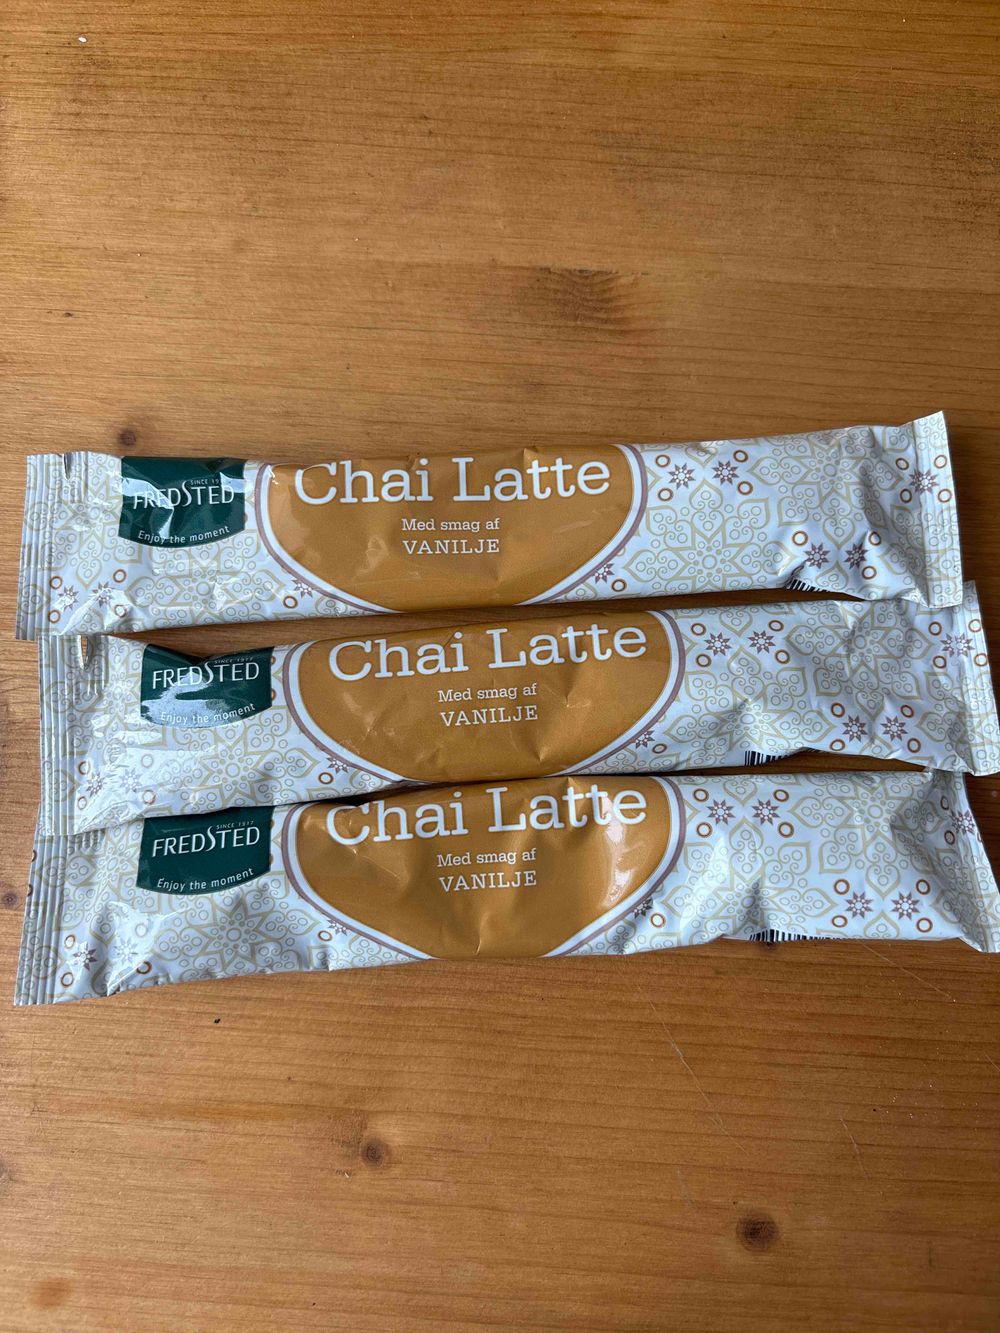 SINCE 19
FREDSTED
Enjoy the moment
Chai Latte
Med smag af
VANILJE
SINCE 1917
FREDSTED
Enjoy the moment
Chai Latte
Med smag af
VANILJE
SINCE 1917
FREDSTED
Enjoy the moment
Chai Latte
Med smag af
VANILJE